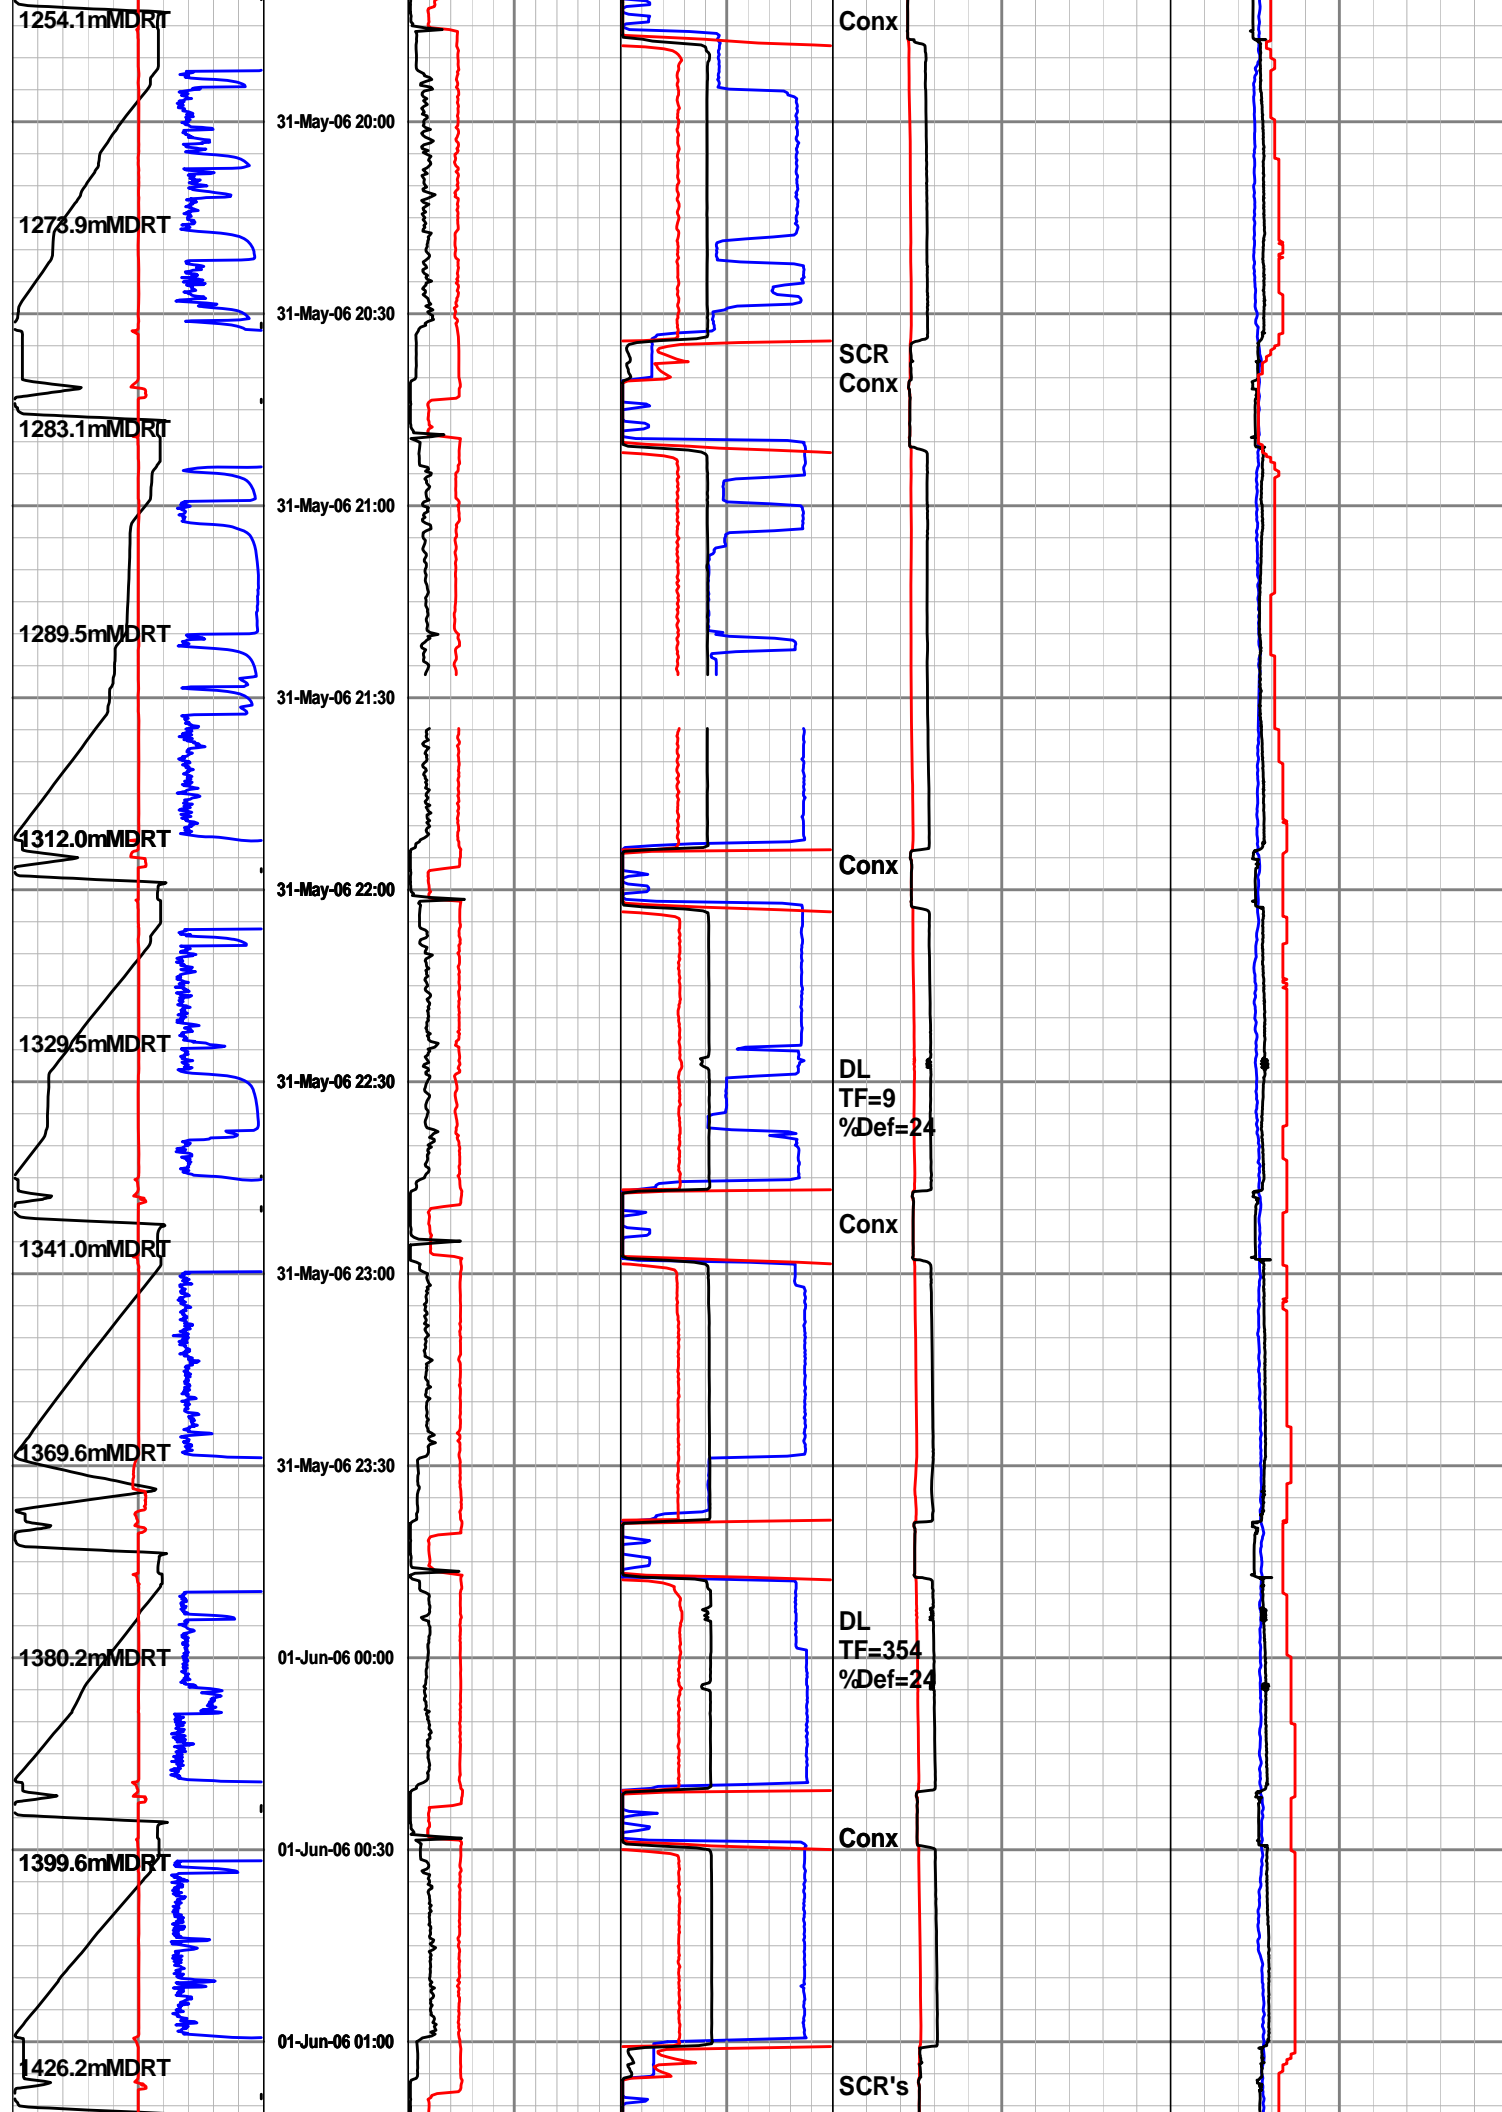 1254.1mMDRT
Conx
31-May-06 20:00
1273.9mMDRT
31-May-06 20:30
SCR
Conx
1283.1mMDRT
31-May-06 21:00
1289.5mMDRT
31-May-06 21:30
1312.0mMDRT
Conx
31-May-06 22:00
1329.5mMDRT
DL
31-May-06 22:30
TF=9
%Def=24
Conx
1341.0mMDRT
31-May-06 23:00
1369.6mMDRT
31-May-06 23:30
DL
TF=354
1380.2mMDRT
01-Jun-06 00:00
%Def=24
Conx
01-Jun-06 00:30
1399.6mMDRT
01-Jun-06 01:00
1426.2mMDRT
SCR's